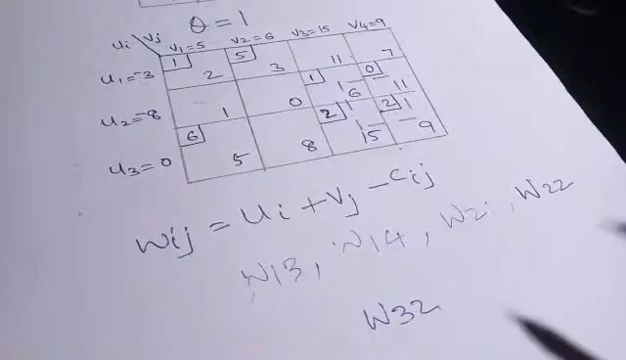 θ = 1
ui vj v1=5 v2=6 v3=15 v4=9
u1=-3 1 2 5 3 11 7
u2=-8 1 0 1 6 0 1
u3=0 6 5 8 2 15 2 9
wij = ui + vj - cij
w13, w14, w21, w22
w32